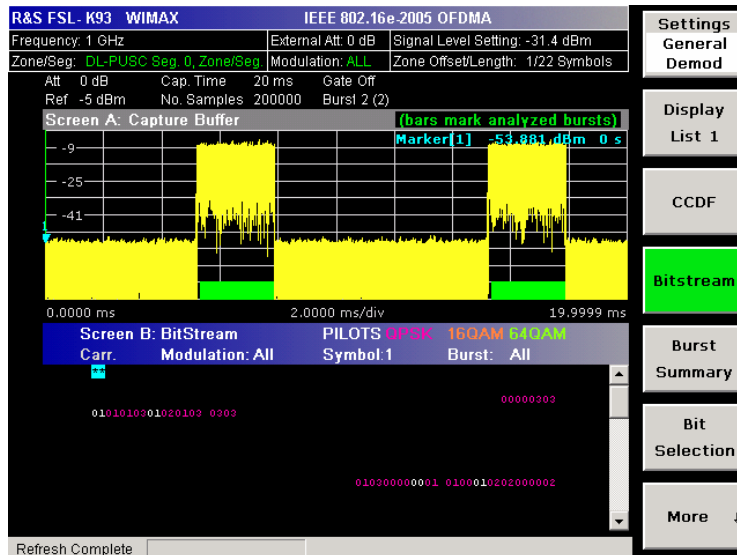 R&S FSL-K93 WIMAX IEEE 802.16e-2005 OFDMA
Frequency: 1 GHz External Att: 0 dB Signal Level Setting: -31.4 dBm
Zone/Seg: DL-PUSC Seg. 0, Zone/Seg. Modulation: ALL Zone Offset/Length: 1/22 Symbols
Att 0 dB Cap. Time 20 ms Gate Off
Ref -5 dBm No. Samples 200000 Burst 2 (2)
Screen A: Capture Buffer (bars mark analyzed bursts)
Marker[1] -53.881 dBm 0 s
-9
-25
-41
1
0.0000 ms 2.0000 ms/div 19.9999 ms
Screen B: BitStream PILOTS QPSK 16QAM 64QAM
Carr. Modulation: All Symbol:1 Burst: All
**
00000303
0101010301020103 0303
010300000001 0100010202000002
Refresh Complete
Settings
General
Demod
Display
List 1
CCDF
Bitstream
Burst
Summary
Bit
Selection
More ↓